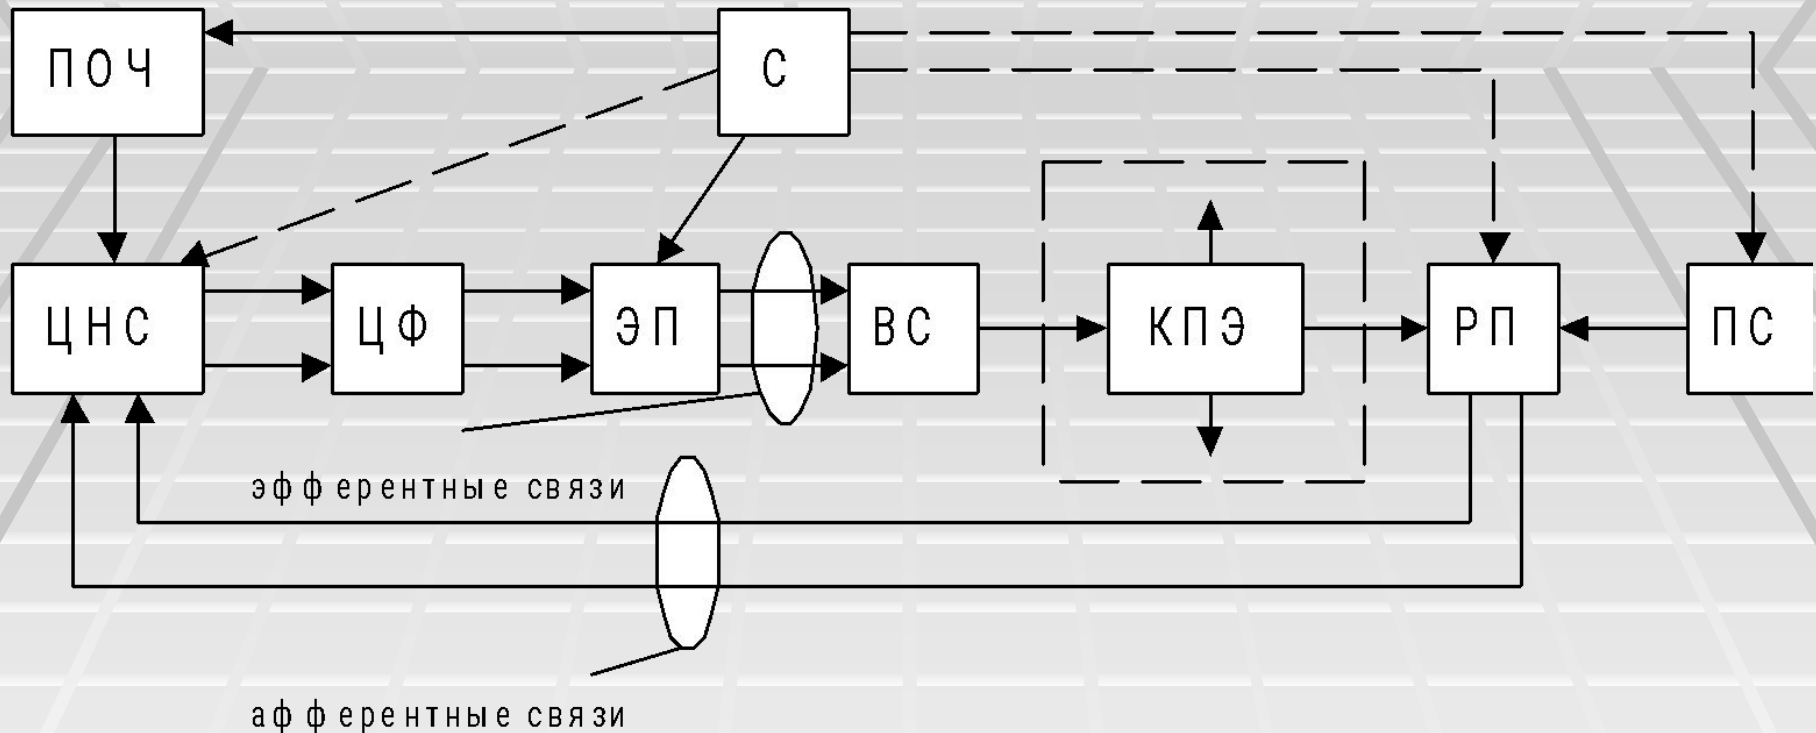 ПОЧ
С
ЦНС
ЦФ
ЭП
ВС
КПЭ
РП
ПС
эфферентные связи
афферентные связи